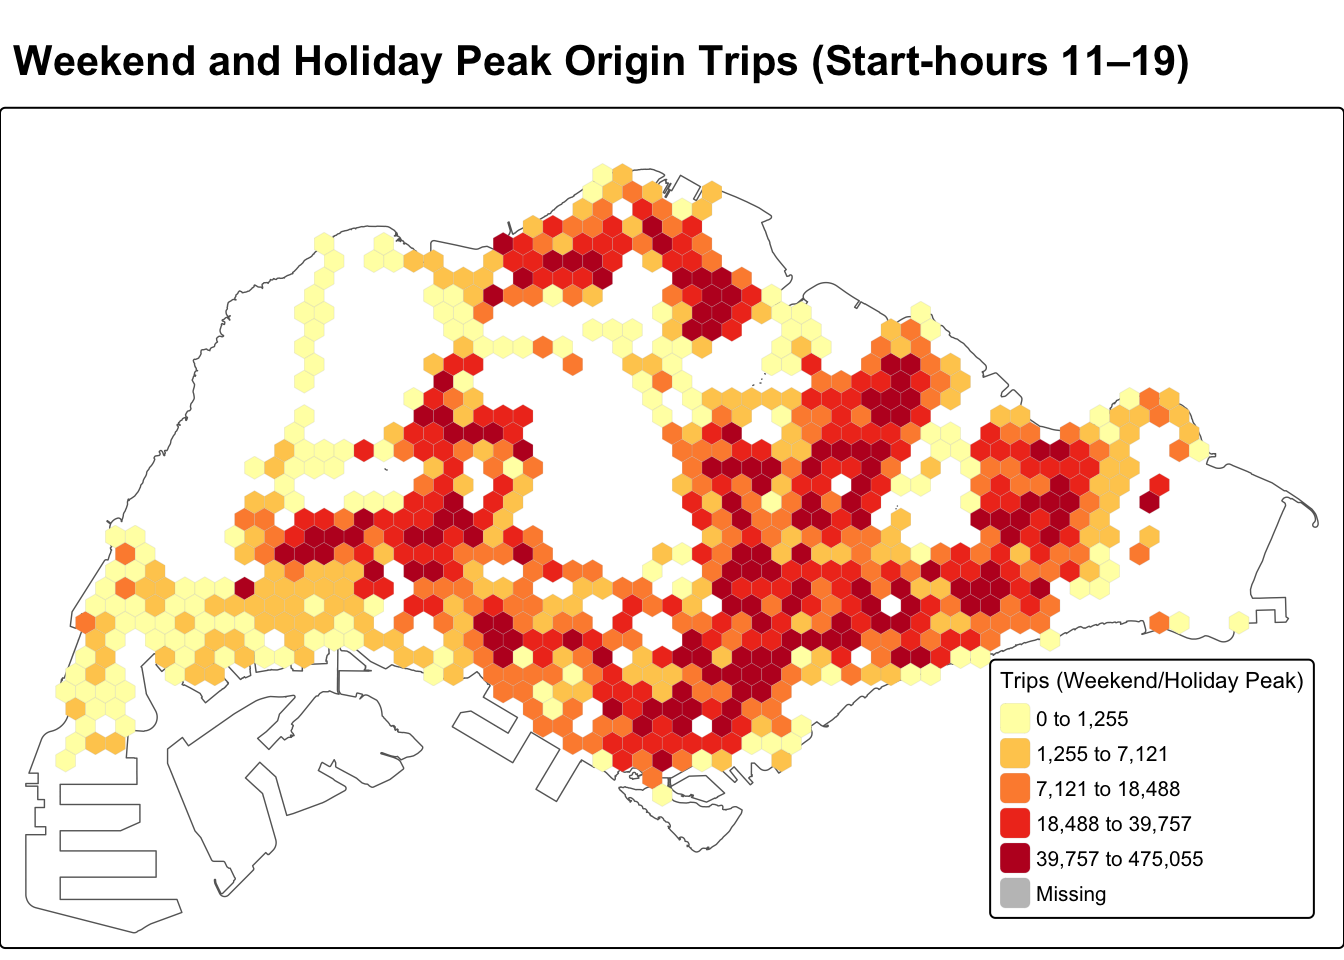 Weekend and Holiday Peak Origin Trips (Start-hours 11–19)
Trips (Weekend/Holiday Peak)
0 to 1,255
1,255 to 7,121
7,121 to 18,488
18,488 to 39,757
39,757 to 475,055
Missing